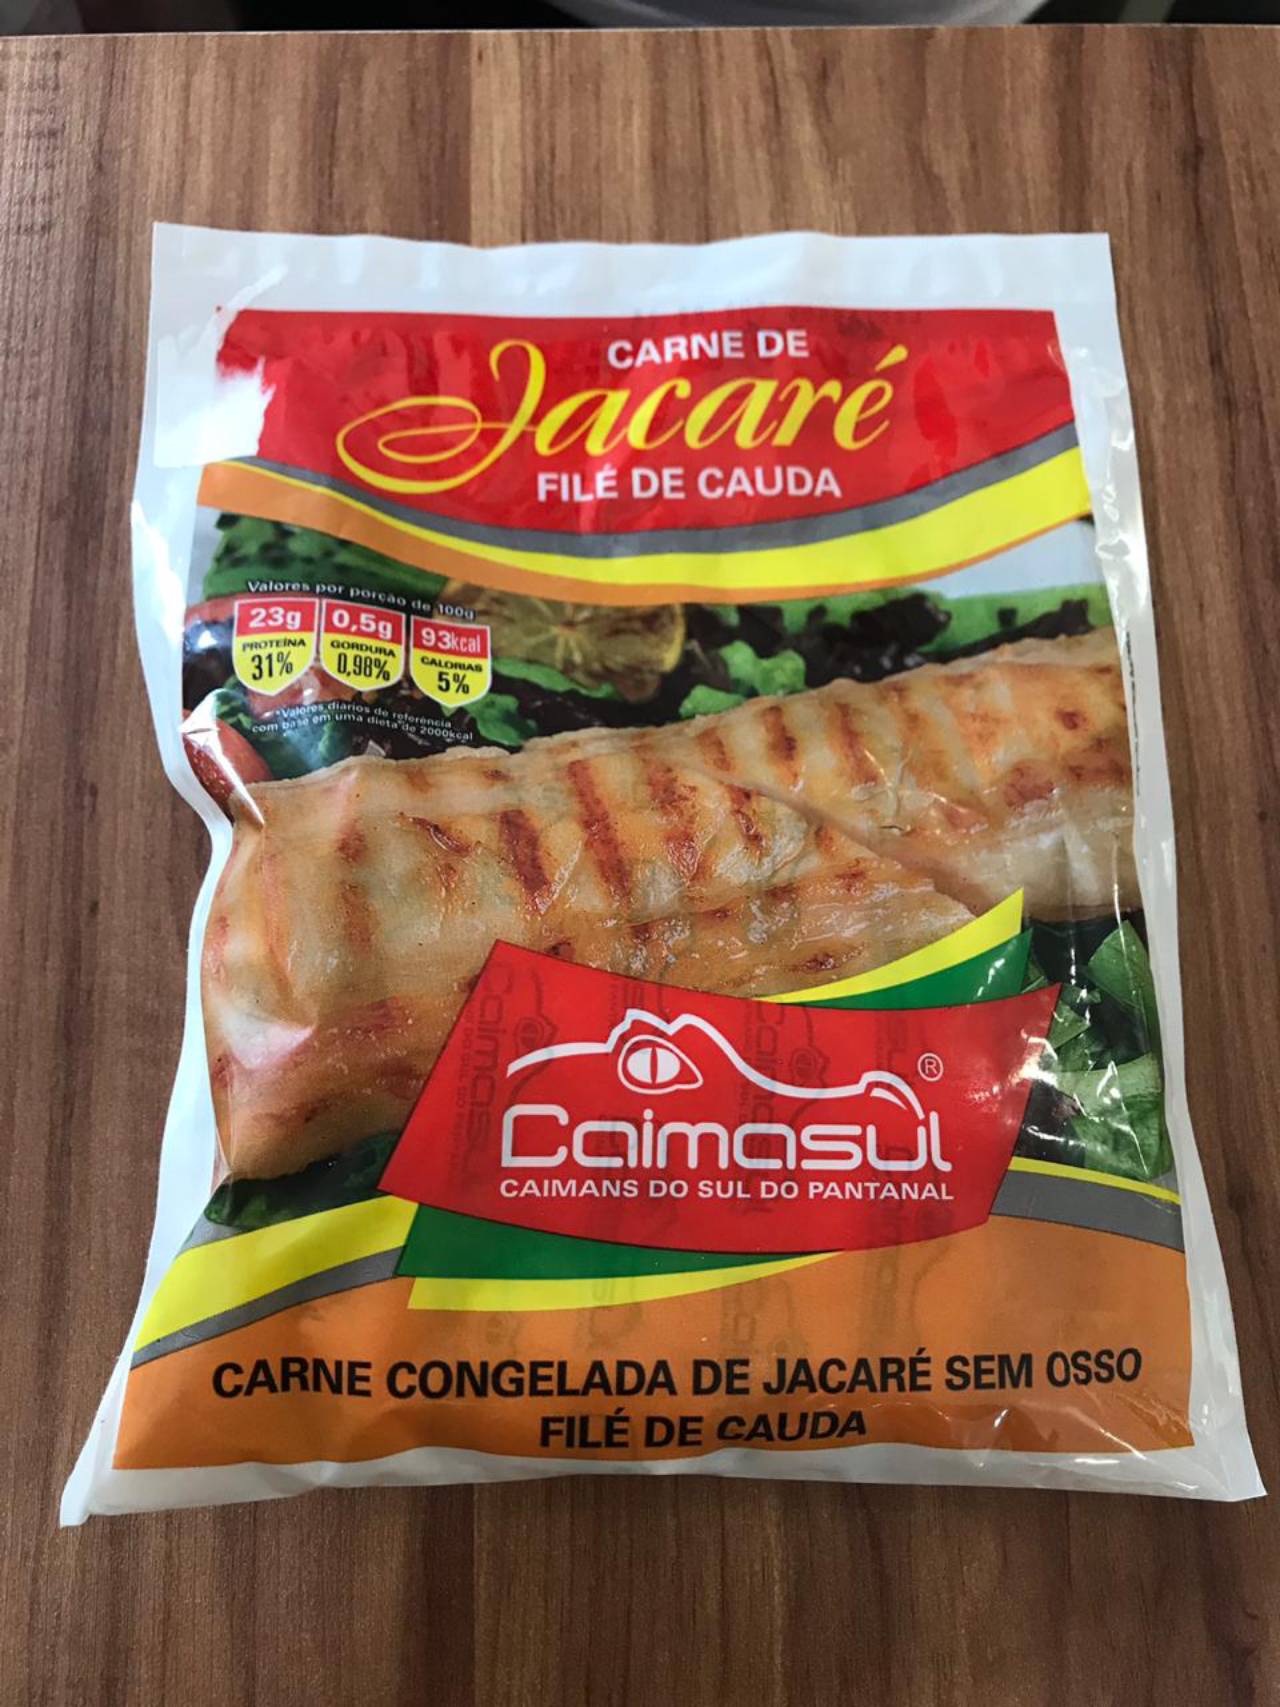 CARNE DE
Jacaré
FILÉ DE CAUDA
Valores por porção de 100g
23g 0,5g 93kcal
PROTEÍNA GORDURA CALORIAS
31% 0,98% 5%
*Valores diários de referência
com base em uma dieta de 2000kcal
®
Caimasul
CAIMANS DO SUL DO PANTANAL
CARNE CONGELADA DE JACARÉ SEM OSSO
FILÉ DE CAUDA